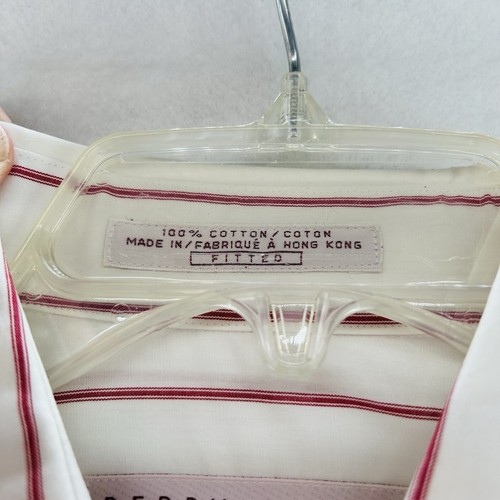 100% COTTON/COTON
MADE IN/FABRIQUÉ À HONG KONG
FITTED